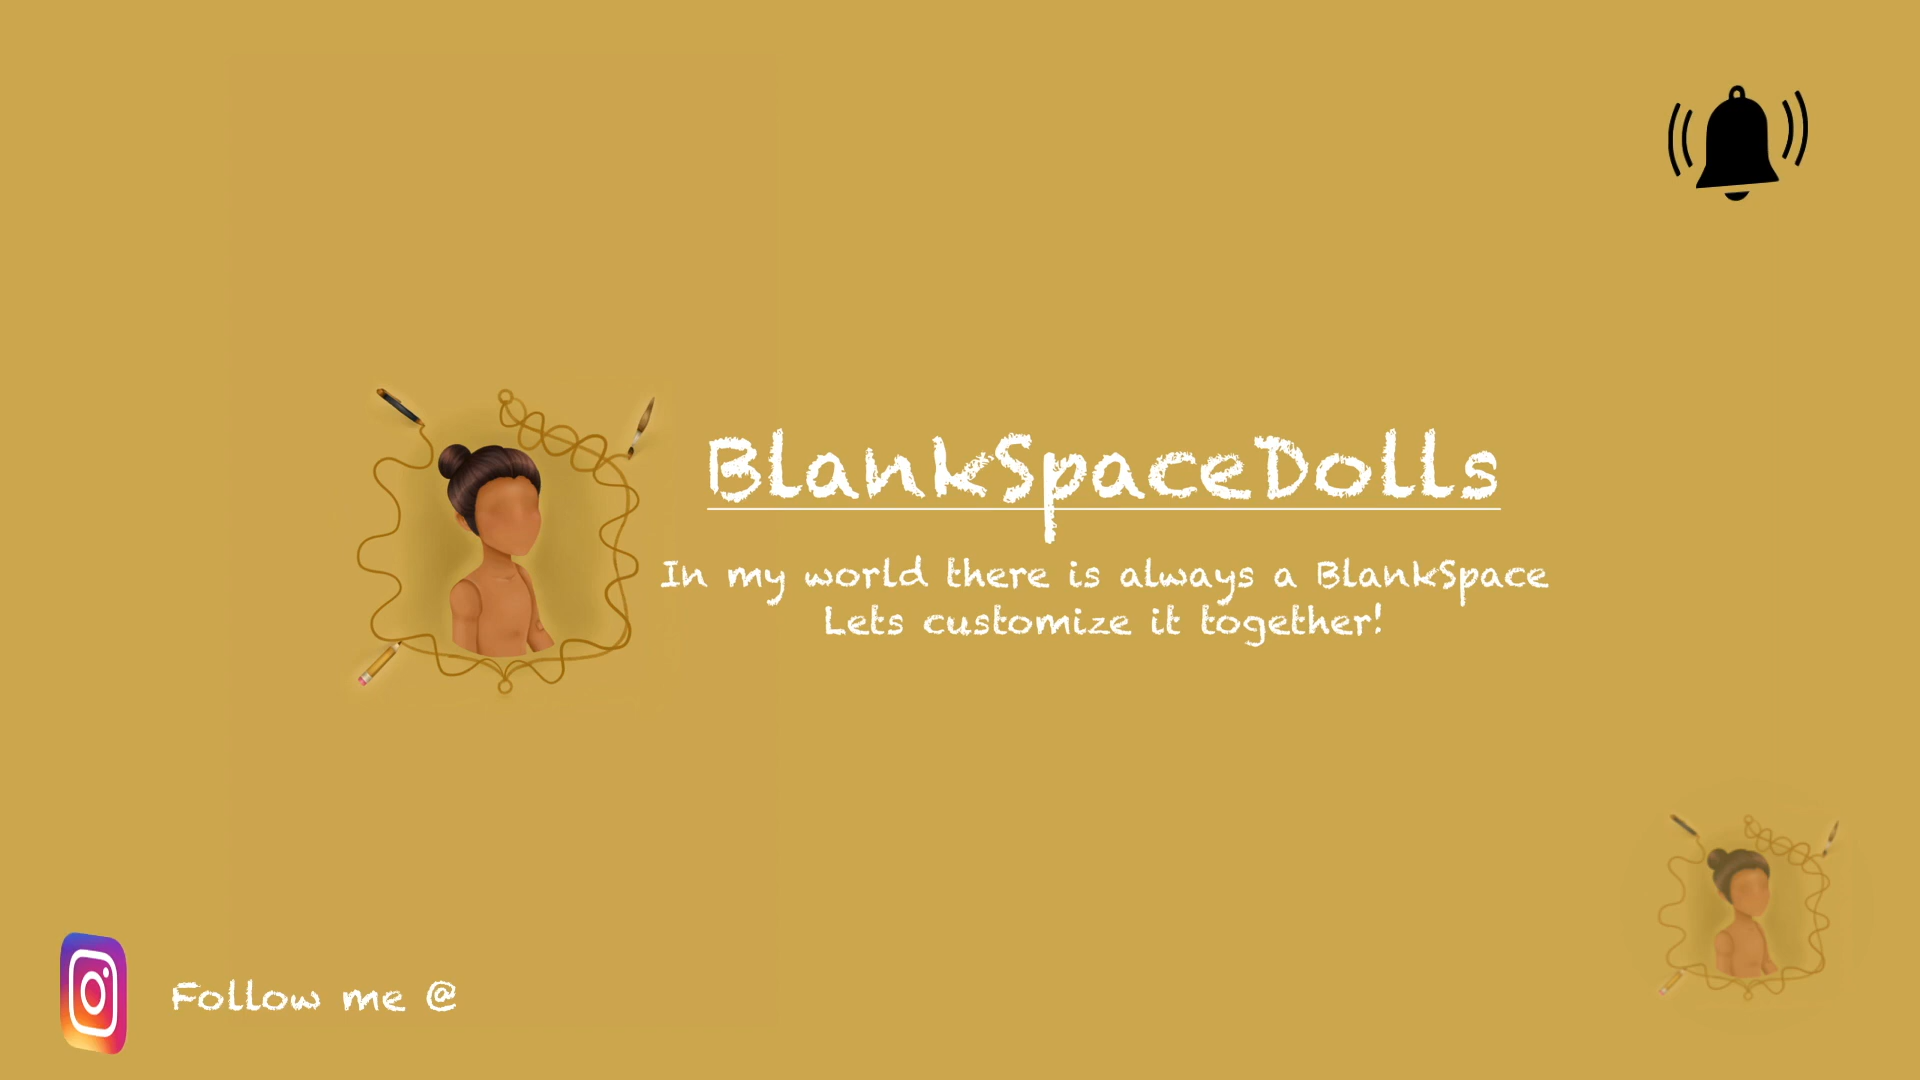 BlankSpaceDolls
In my world there is always a BlankSpace
Lets customize it together!
Follow me @